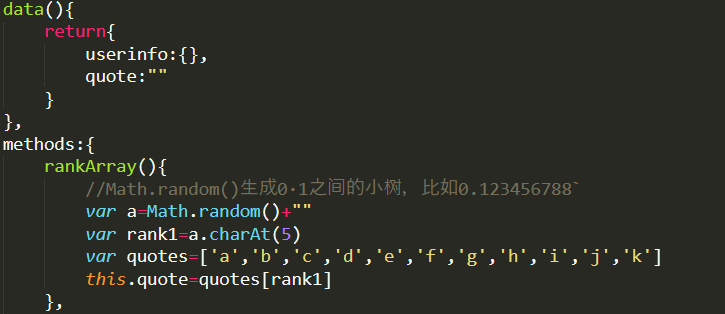 data(){
return{
userinfo:{},
quote:""
}
},
methods:{
rankArray(){
//Math.random()生成0·1之间的小树, 比如0.123456788`
var a=Math.random()+""
var rank1=a.charAt(5)
var quotes=['a','b','c','d','e','f','g','h','i','j','k']
this.quote=quotes[rank1]
},